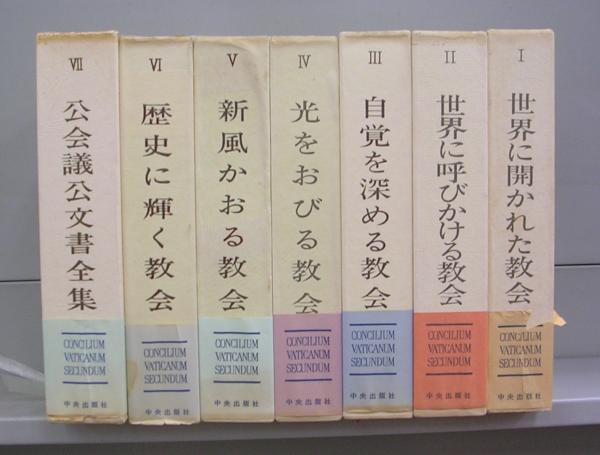 VII
公会議公文書全集
CONCILIUM
VATICANUM
SECUNDUM
中央出版社
VI
歴史に輝く教会
CONCILIUM
VATICANUM
SECUNDUM
中央出版社
V
新風かおる教会
CONCILIUM
VATICANUM
SECUNDUM
中央出版社
IV
光をおびる教会
CONCILIUM
VATICANUM
SECUNDUM
中央出版社
III
自覚を深める教会
CONCILIUM
VATICANUM
SECUNDUM
中央出版社
II
世界に呼びかける教会
CONCILIUM
VATICANUM
SECUNDUM
中央出版社
I
世界に開かれた教会
CONCILIUM
VATICANUM
SECUNDUM
中央出版社